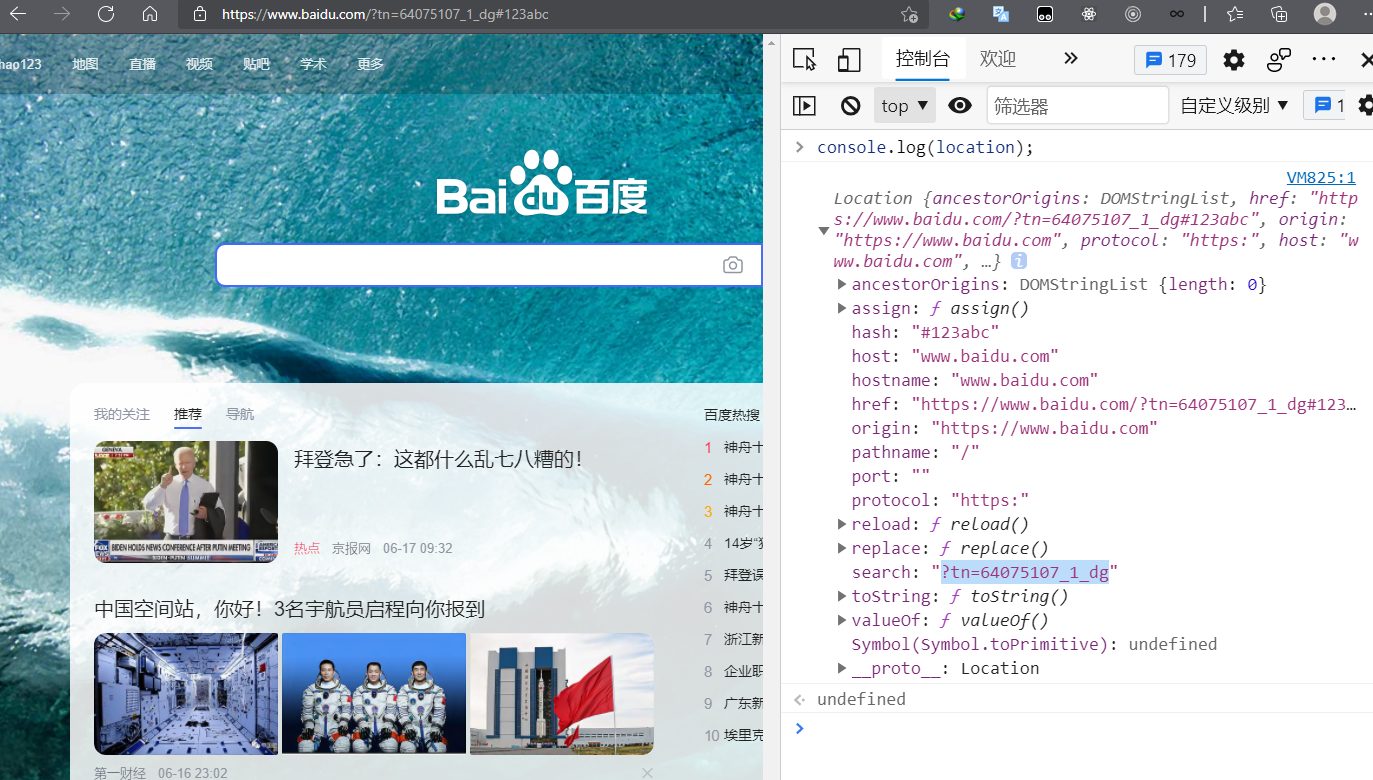 https://www.baidu.com/?tn=64075107_1_dg#123abc
hao123 地图 直播 视频 贴吧 学术 更多
Bai du 百度
我的关注 推荐 导航
GENEVA
BIDEN HOLDS NEWS CONFERENCE AFTER PUTIN MEETING
拜登急了：这都什么乱七八糟的！
热点 京报网 06-17 09:32
中国空间站，你好！3名宇航员启程向你报到
第一财经 06-16 23:02
百度热搜
1 神舟十
2 神舟十
3 神舟十
4 14岁"
5 拜登误
6 神舟十
7 浙江新
8 企业职
9 广东新
10 埃里克
控制台 欢迎 179
top 筛选器 自定义级别 1
console.log(location);
VM825:1
Location {ancestorOrigins: DOMStringList, href: "http
s://www.baidu.com/?tn=64075107_1_dg#123abc", origin:
"https://www.baidu.com", protocol: "https:", host: "w
ww.baidu.com", …}
ancestorOrigins: DOMStringList {length: 0}
assign: ƒ assign()
hash: "#123abc"
host: "www.baidu.com"
hostname: "www.baidu.com"
href: "https://www.baidu.com/?tn=64075107_1_dg#123…
origin: "https://www.baidu.com"
pathname: "/"
port: ""
protocol: "https:"
reload: ƒ reload()
replace: ƒ replace()
search: "?tn=64075107_1_dg"
toString: ƒ toString()
valueOf: ƒ valueOf()
Symbol(Symbol.toPrimitive): undefined
__proto__: Location
undefined